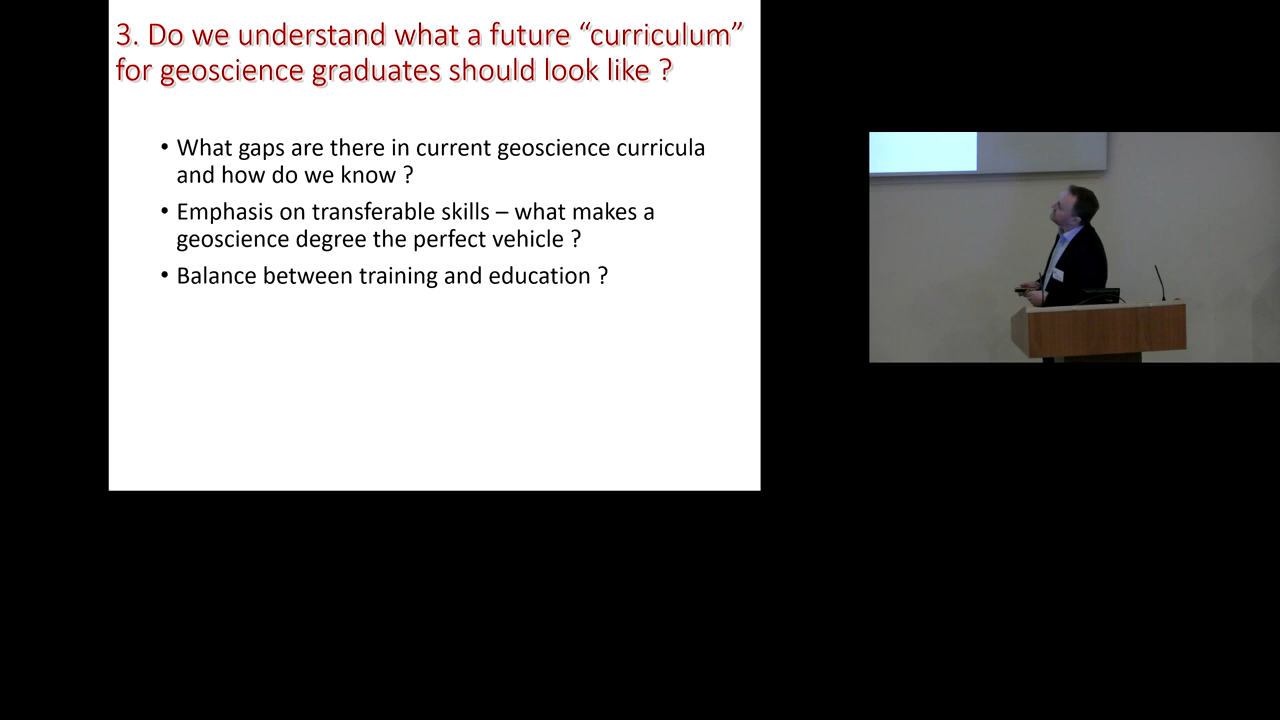 3. Do we understand what a future “curriculum”
for geoscience graduates should look like ?
• What gaps are there in current geoscience curricula
and how do we know ?
• Emphasis on transferable skills – what makes a
geoscience degree the perfect vehicle ?
• Balance between training and education ?